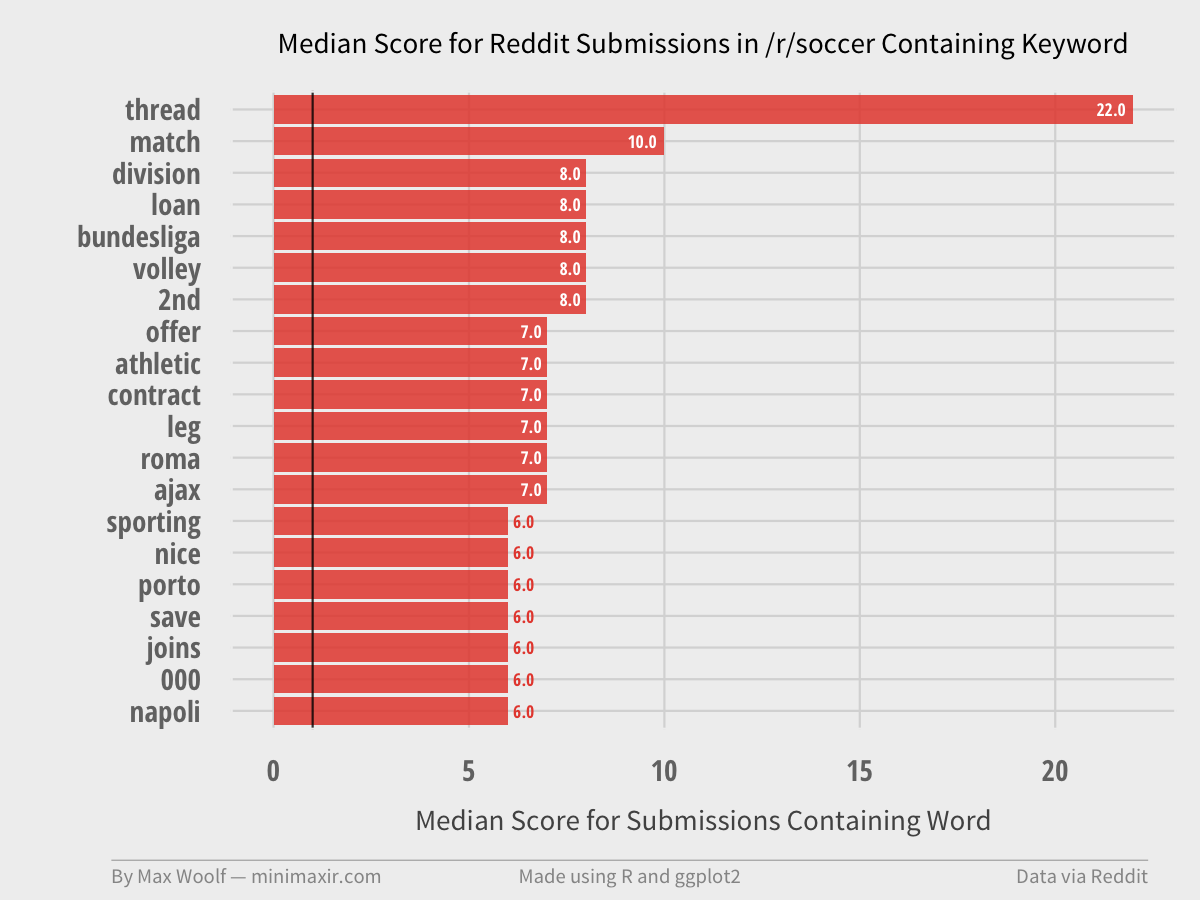 Median Score for Reddit Submissions in /r/soccer Containing Keyword
thread 22.0
match 10.0
division 8.0
loan 8.0
bundesliga 8.0
volley 8.0
2nd 8.0
offer 7.0
athletic 7.0
contract 7.0
leg 7.0
roma 7.0
ajax 7.0
sporting 6.0
nice 6.0
porto 6.0
save 6.0
joins 6.0
000 6.0
napoli 6.0
0 5 10 15 20
Median Score for Submissions Containing Word
By Max Woolf — minimaxir.com Made using R and ggplot2 Data via Reddit